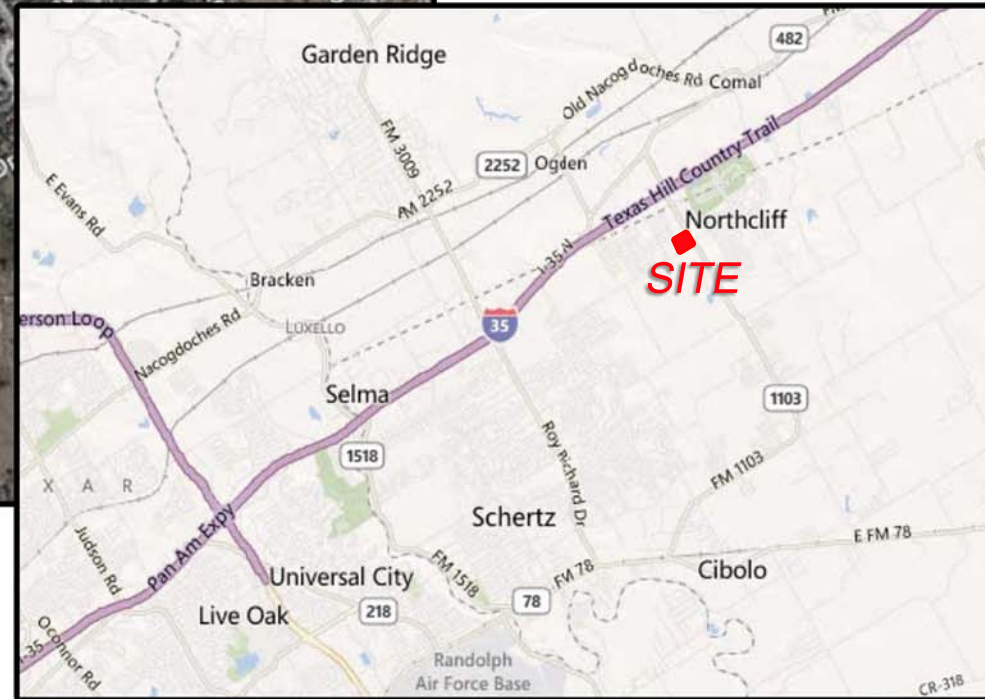 Garden Ridge
482
Old Nacogdoches Rd
Comal
FM 3009
Texas Hill Country Trail
2252
Ogden
E Evans Rd
FM 2252
Northcliff
I-35 N
SITE
Bracken
erson Loop
LUXELLO
35
Nacogdoches Rd
Selma
1103
1518
Roy Richard Dr
FM 1103
X A R
Schertz
Pan Am Expy
Judson Rd
E FM 78
FM 1518
FM 78
Cibolo
Universal City
78
218
Live Oak
Oconnor Rd
I-35
Randolph
Air Force Base
CR-318